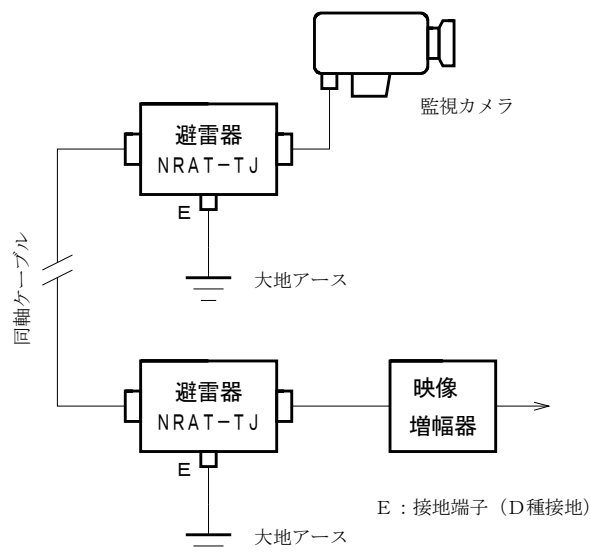 監視カメラ
避雷器
NRAT-TJ
E
大地アース
同軸ケーブル
避雷器
NRAT-TJ
E
大地アース
映像
増幅器
E:接地端子(D種接地)